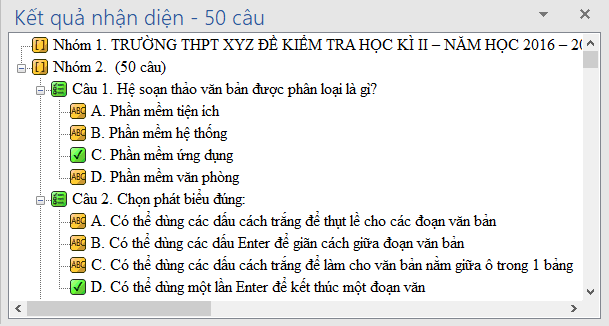 Kết quả nhận diện - 50 câu
Nhóm 1. TRƯỜNG THPT XYZ ĐỀ KIỂM TRA HỌC KÌ II – NĂM HỌC 2016 – 20
Nhóm 2. (50 câu)
Câu 1. Hệ soạn thảo văn bản được phân loại là gì?
ABC A. Phần mềm tiện ích
ABC B. Phần mềm hệ thống
C. Phần mềm ứng dụng
ABC D. Phần mềm văn phòng
Câu 2. Chọn phát biểu đúng:
ABC A. Có thể dùng các dấu cách trắng để thụt lề cho các đoạn văn bản
ABC B. Có thể dùng các dấu Enter để giãn cách giữa đoạn văn bản
ABC C. Có thể dùng các dấu cách trắng để làm cho văn bản nằm giữa ô trong 1 bảng
D. Có thể dùng một lần Enter để kết thúc một đoạn văn